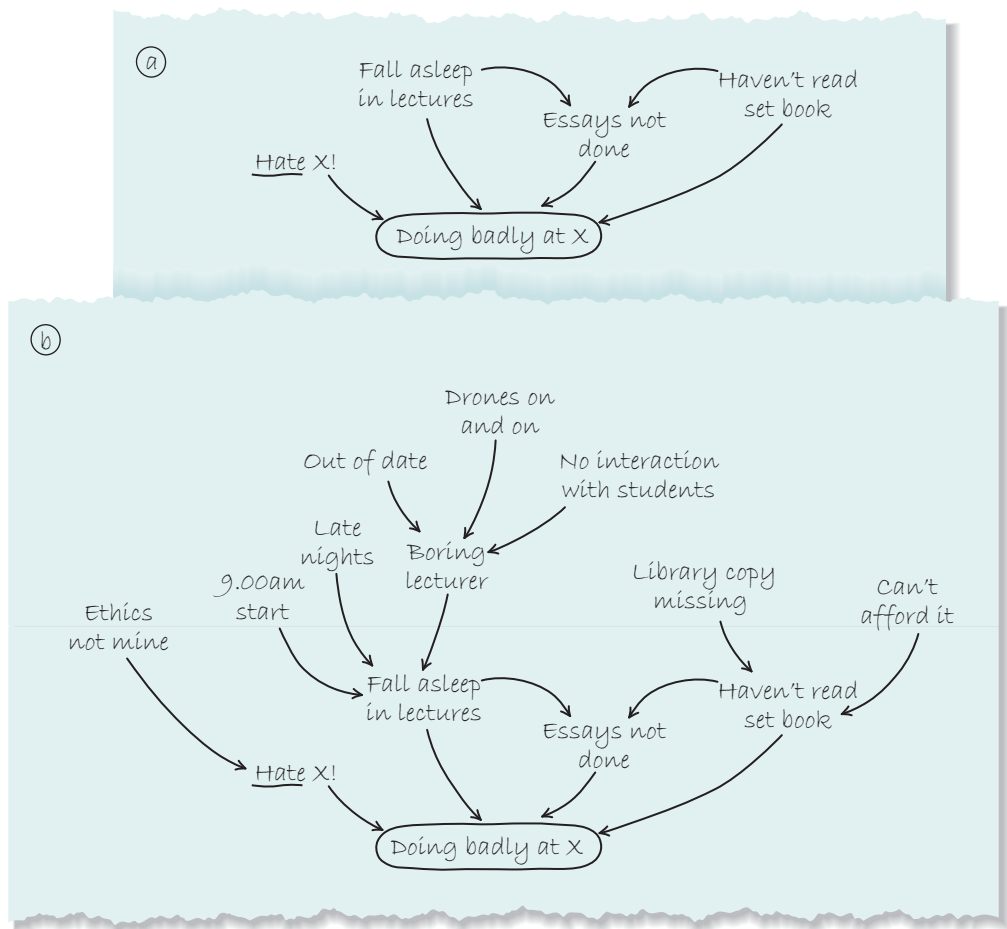 a
Fall asleep
in lectures
Haven't read
set book
Essays not
done
Hate X!
Doing badly at X
b
Drones on
and on
Out of date
No interaction
with students
Late
nights
Boring
lecturer
9.00am
start
Library copy
missing
Can't
afford it
Ethics
not mine
Fall asleep
in lectures
Haven't read
set book
Essays not
done
Hate X!
Doing badly at X